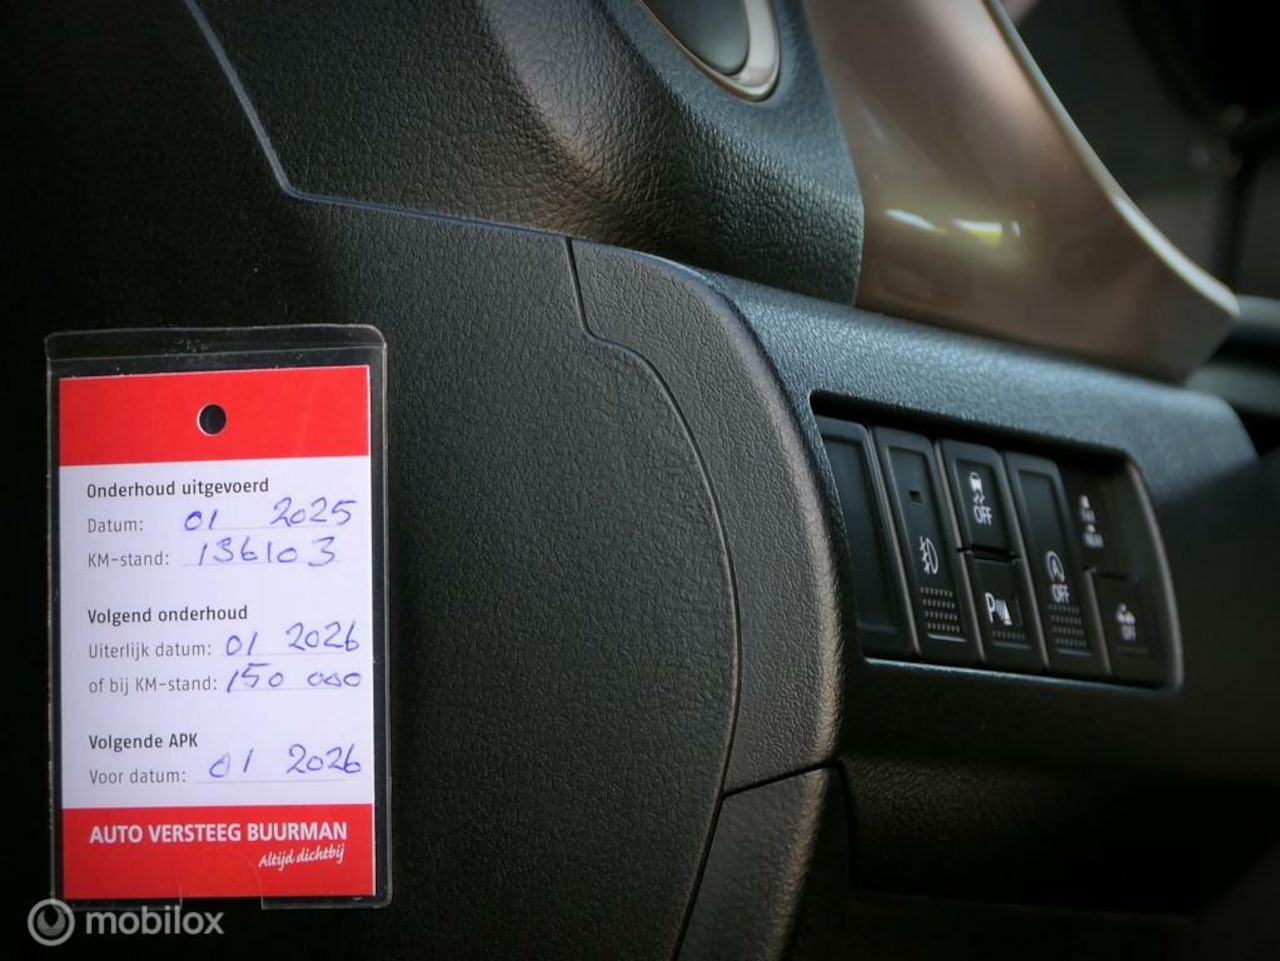 Onderhoud uitgevoerd
Datum: 01 2025
KM-stand: 136103
Volgend onderhoud
Uiterlijk datum: 01 2026
of bij KM-stand: 150 000
Volgende APK
Voor datum: 01 2026
AUTO VERSTEEG BUURMAN
Altijd dichtbij
OFF
P
OFF
OFF
mobilox